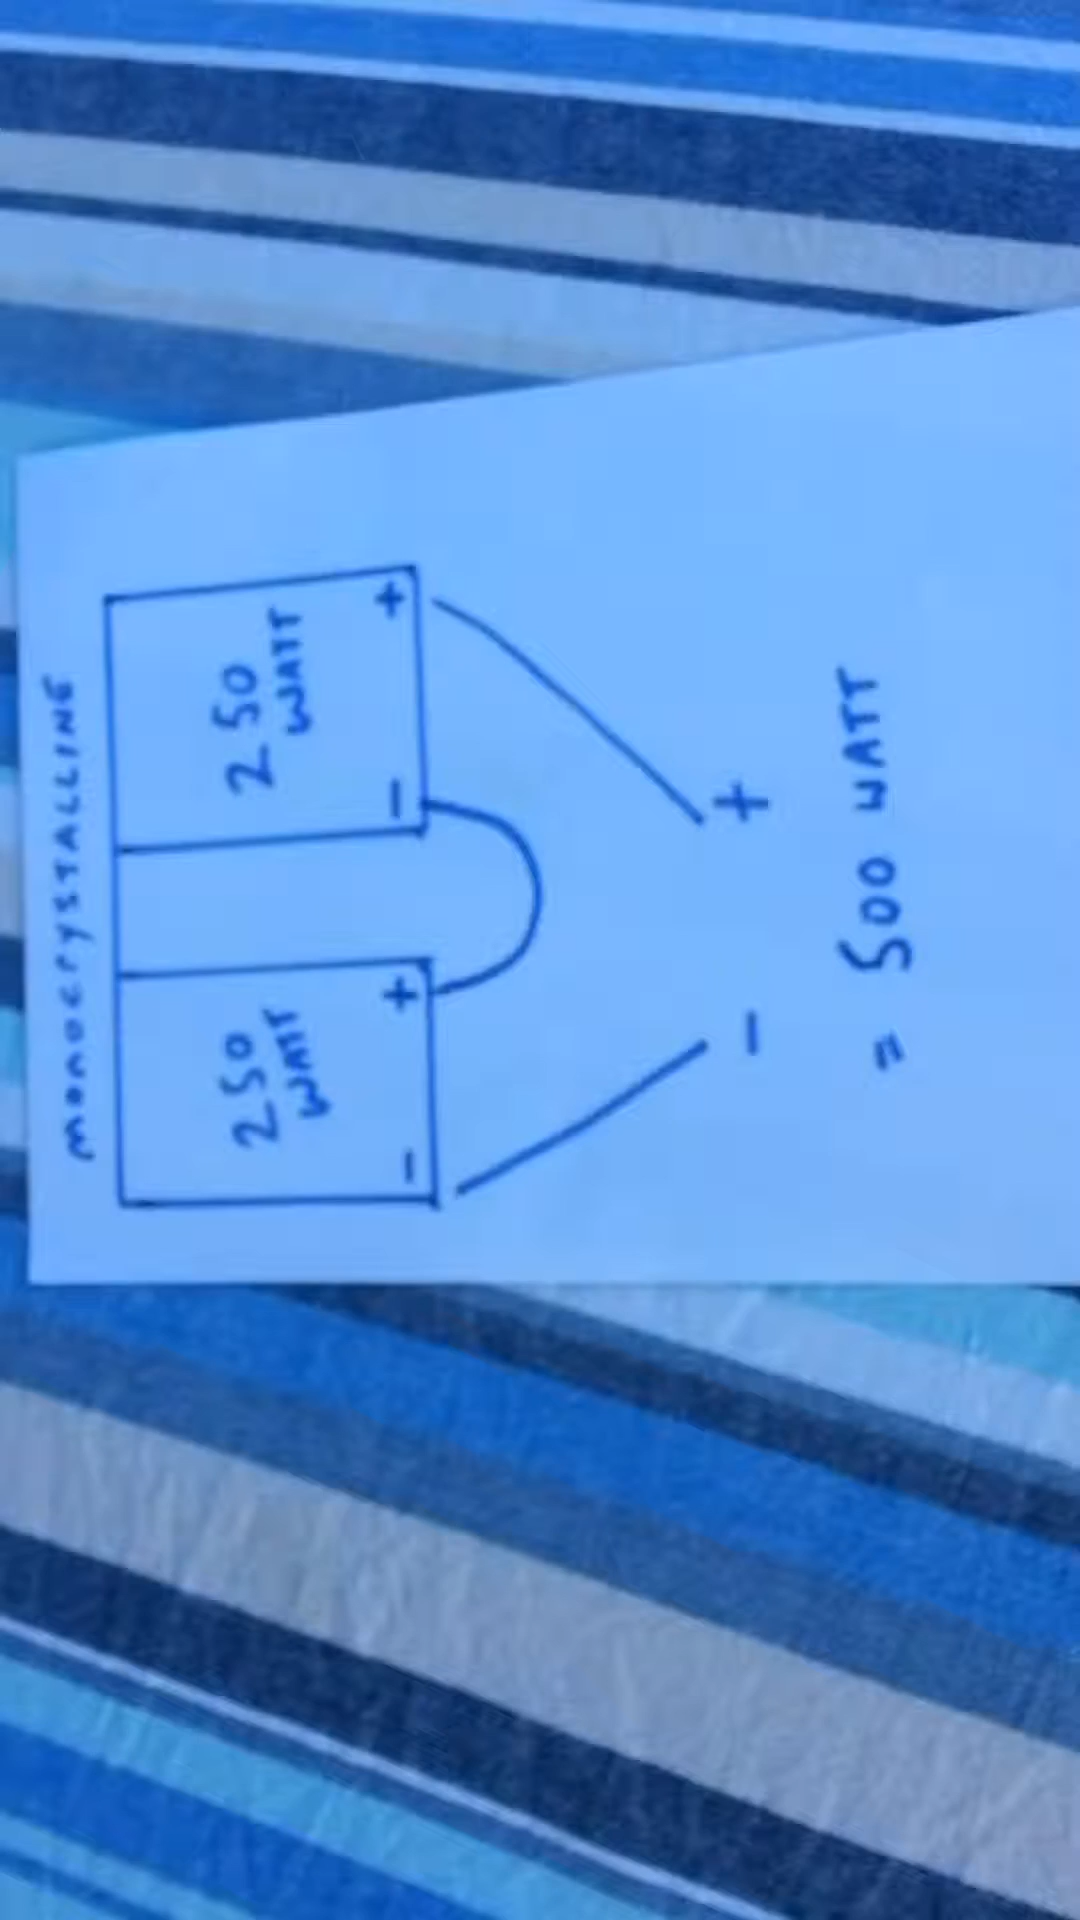 MONOCRYSTALLINE
250
WATT
- +
250
WATT
- +
- +
= 500 WATT